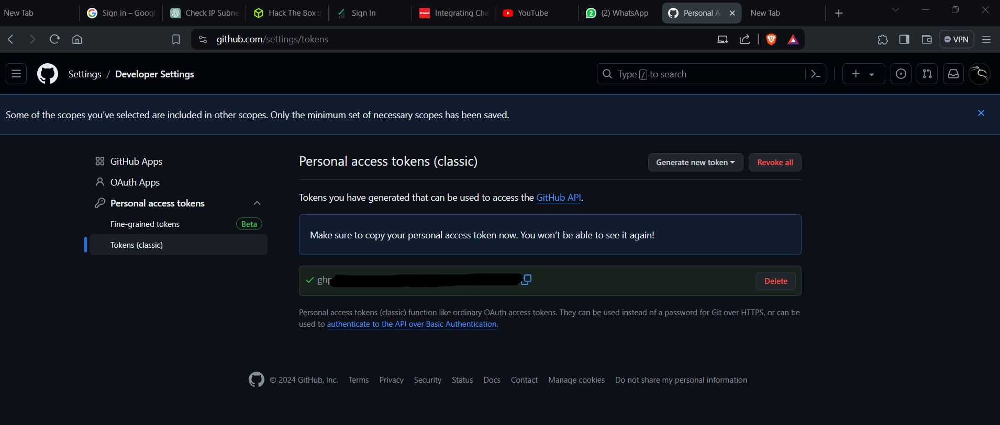 New Tab
Sign in – Googl
Check IP Subne
Hack The Box ::
Sign In
Integrating Cha
YouTube
(2) WhatsApp
Personal A
New Tab
github.com/settings/tokens
VPN
Settings / Developer Settings
Type / to search
Some of the scopes you’ve selected are included in other scopes. Only the minimum set of necessary scopes has been saved.
GitHub Apps
OAuth Apps
Personal access tokens
Fine-grained tokens Beta
Tokens (classic)
Personal access tokens (classic)
Generate new token
Revoke all
Tokens you have generated that can be used to access the GitHub API.
Make sure to copy your personal access token now. You won’t be able to see it again!
ghp
Delete
Personal access tokens (classic) function like ordinary OAuth access tokens. They can be used instead of a password for Git over HTTPS, or can be
used to authenticate to the API over Basic Authentication.
© 2024 GitHub, Inc. Terms Privacy Security Status Docs Contact Manage cookies Do not share my personal information